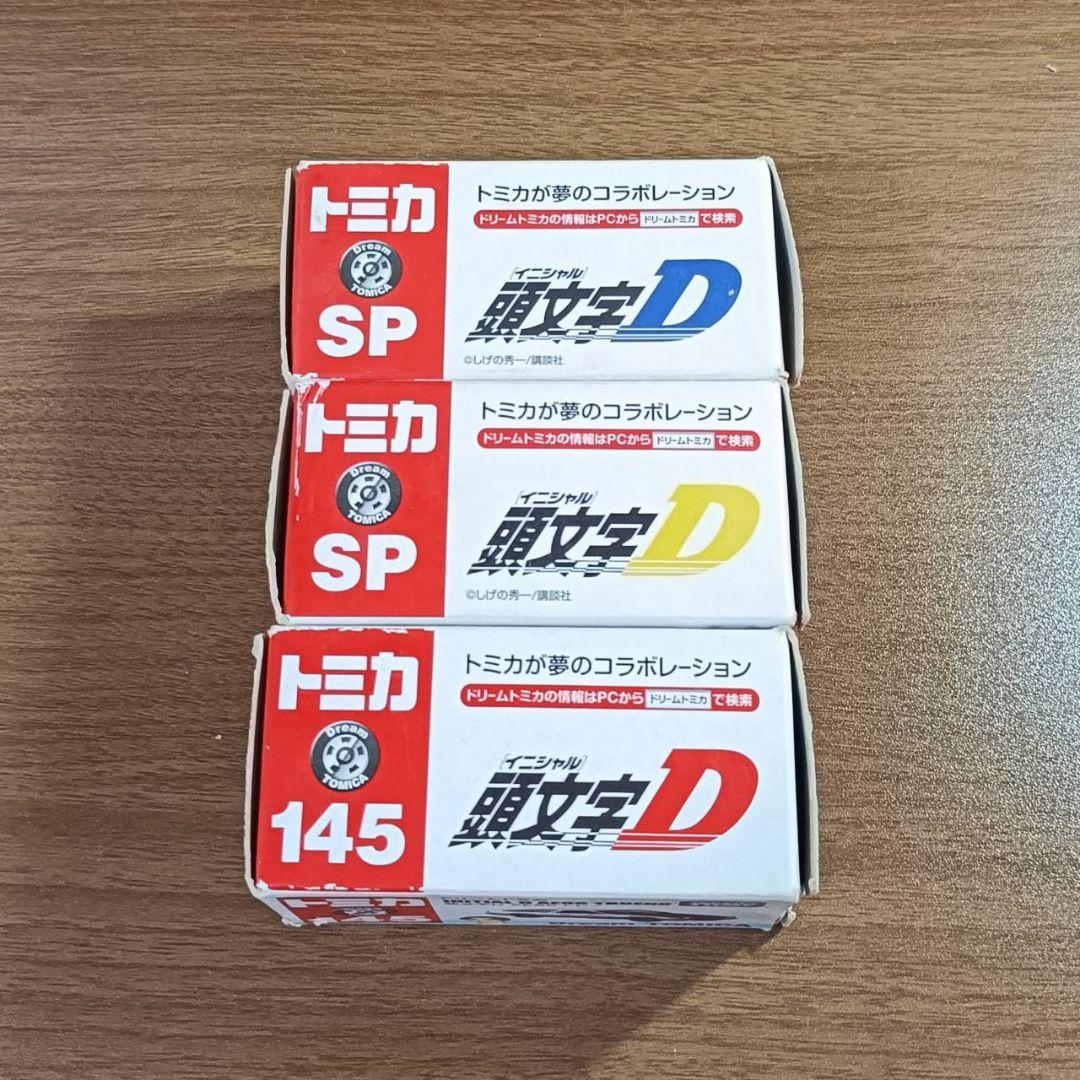 トミカ
Dream
TOMICA
SP
トミカが夢のコラボレーション
ドリームトミカの情報はPCから ドリームトミカ で検索
[イニシャル]
頭文字D
©しげの秀一/講談社
トミカ
Dream
TOMICA
SP
トミカが夢のコラボレーション
ドリームトミカの情報はPCから ドリームトミカ で検索
[イニシャル]
頭文字D
©しげの秀一/講談社
トミカ
Dream
TOMICA
145
トミカが夢のコラボレーション
ドリームトミカの情報はPCから ドリームトミカ で検索
[イニシャル]
頭文字D
トミカ
145
INITIAL D AE86 TRUENO
Dream TOMICA